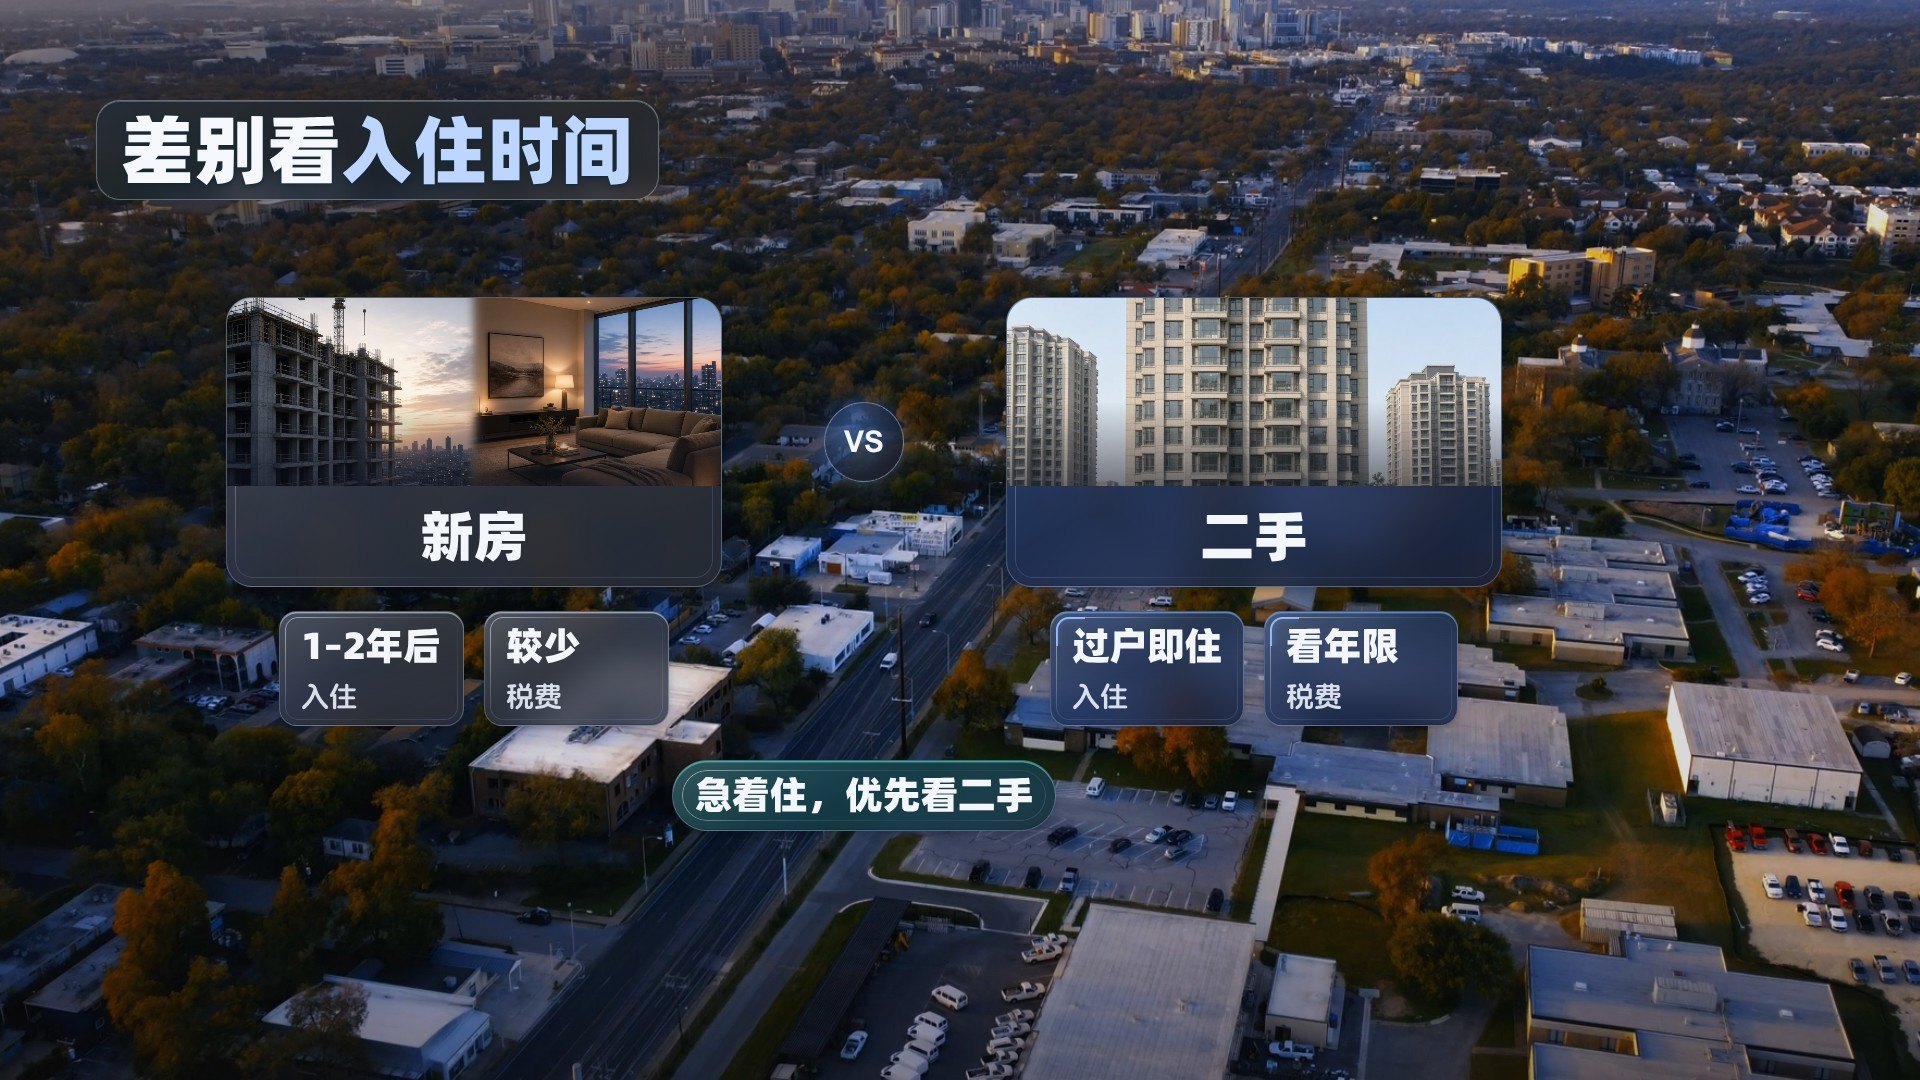 差别看入住时间
VS
新房
二手
1-2年后
入住
较少
税费
过户即住
入住
看年限
税费
急着住，优先看二手